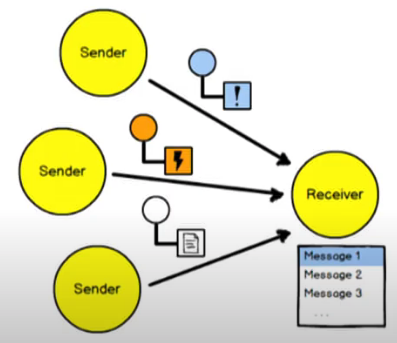 Sender
!
Sender
Receiver
Sender
Message 1
Message 2
Message 3
...